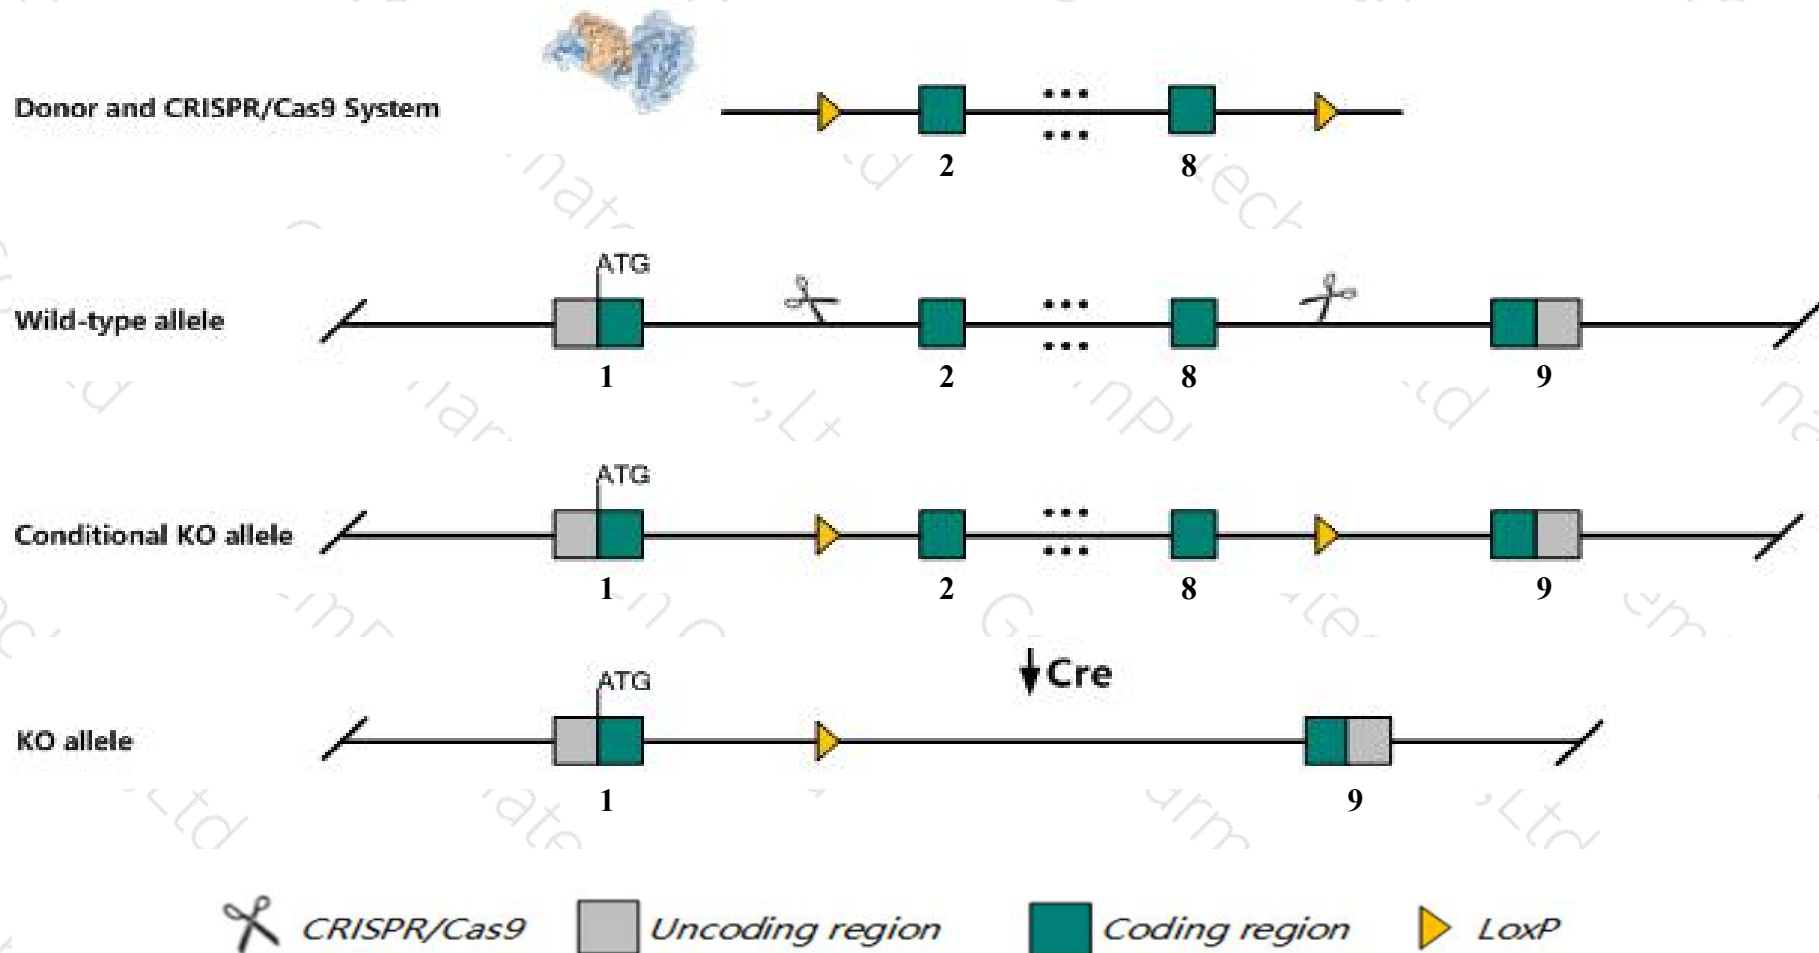 Donor and CRISPR/Cas9 System
...
...
2 8
ATG
Wild-type allele
...
...
1 2 8 9
ATG
Conditional KO allele
...
...
1 2 8 9
Cre
ATG
KO allele
1 9
CRISPR/Cas9 Uncoding region Coding region LoxP